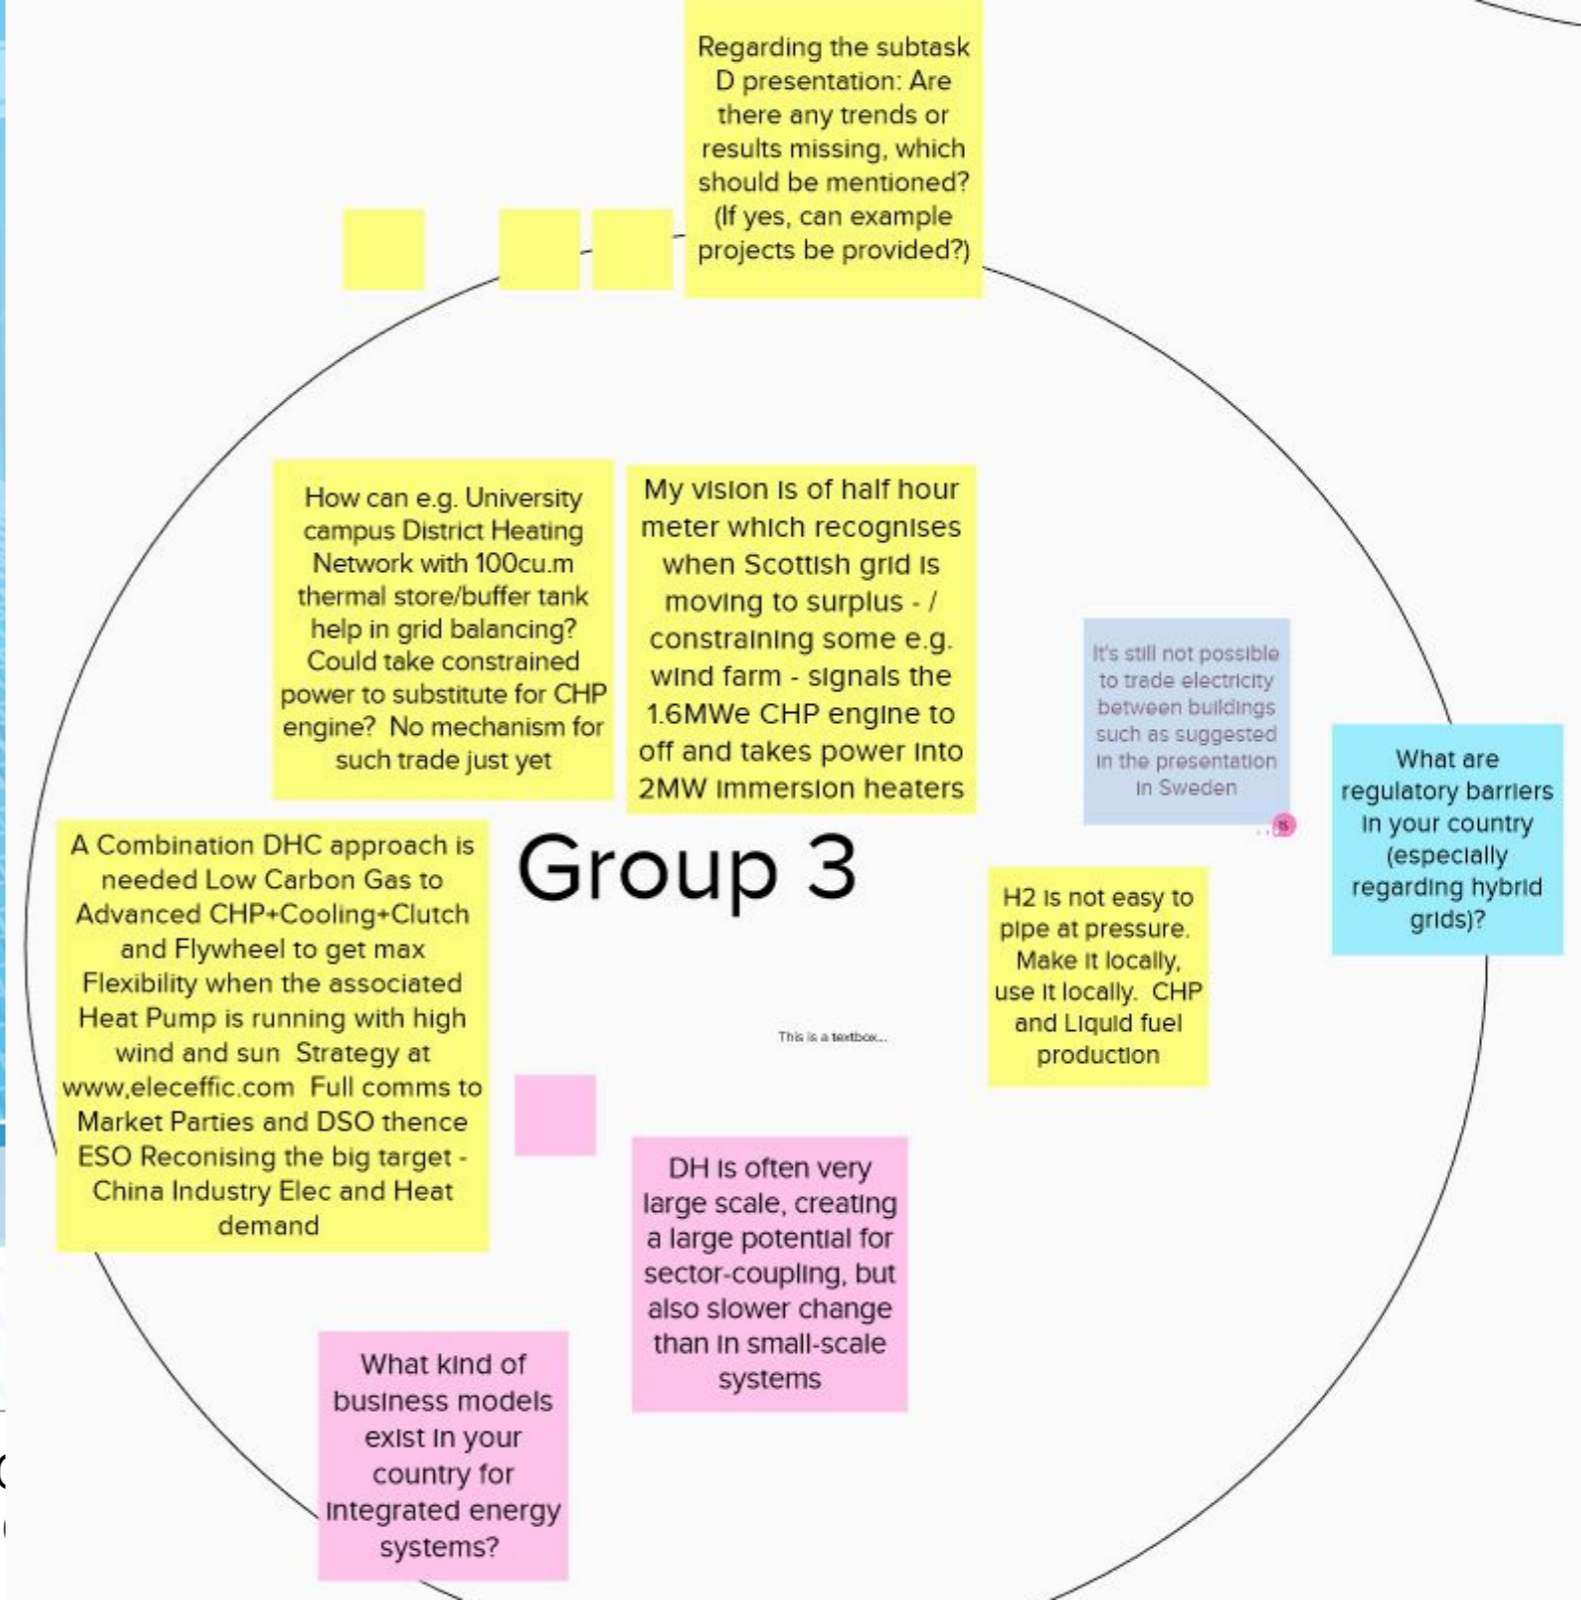 Regarding the subtask
D presentation: Are
there any trends or
results missing, which
should be mentioned?
(If yes, can example
projects be provided?)
How can e.g. University
campus District Heating
Network with 100cu.m
thermal store/buffer tank
help in grid balancing?
Could take constrained
power to substitute for CHP
engine?  No mechanism for
such trade just yet
My vision is of half hour
meter which recognises
when Scottish grid is
moving to surplus - /
constraining some e.g.
wind farm - signals the
1.6MWe CHP engine to
off and takes power into
2MW immersion heaters
It's still not possible
to trade electricity
between buildings
such as suggested
in the presentation
in Sweden
IS
What are
regulatory barriers
in your country
(especially
regarding hybrid
grids)?
A Combination DHC approach is
needed Low Carbon Gas to
Advanced CHP+Cooling+Clutch
and Flywheel to get max
Flexibility when the associated
Heat Pump is running with high
wind and sun  Strategy at
www,eleceffic.com  Full comms to
Market Parties and DSO thence
ESO Reconising the big target -
China Industry Elec and Heat
demand
Group 3
H2 is not easy to
pipe at pressure.
Make it locally,
use it locally.  CHP
and Liquid fuel
production
This is a textbox...
DH is often very
large scale, creating
a large potential for
sector-coupling, but
also slower change
than in small-scale
systems
What kind of
business models
exist in your
country for
integrated energy
systems?